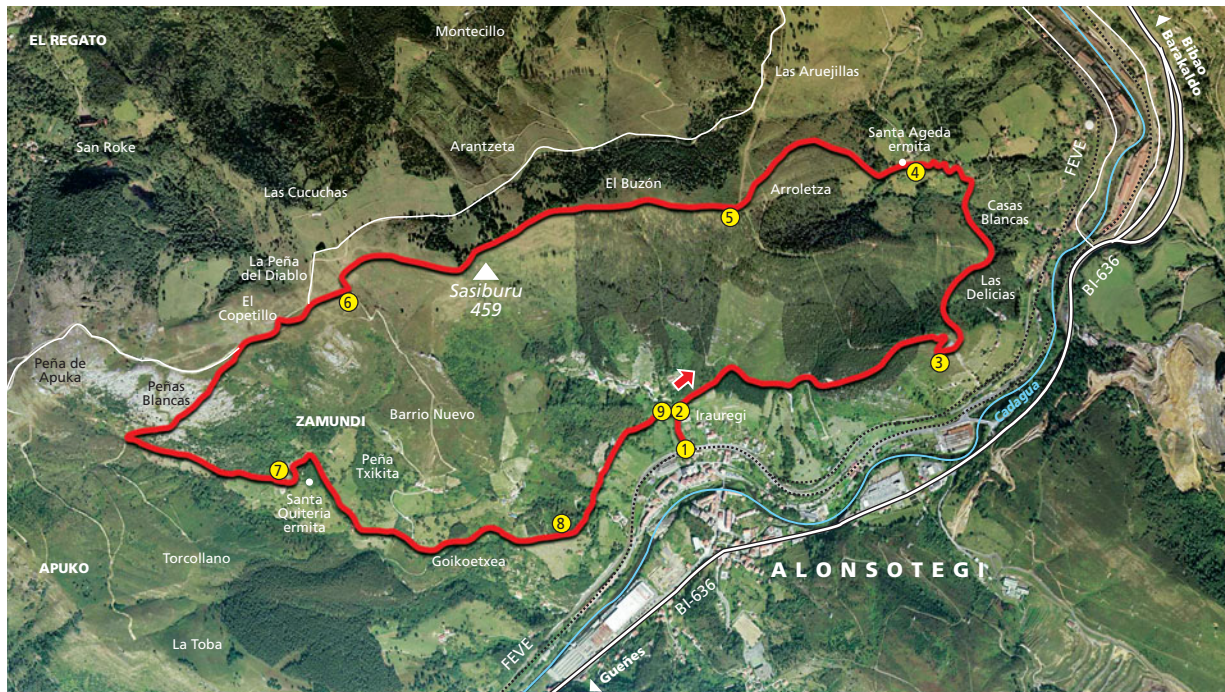 EL REGATO
Montecillo
Bibao
Barakaldo
Las Aruejillas
San Roke
Arantzeta
Santa Ageda
ermita
FEVE
4
Las Cucuchas
El Buzón
Arroletza
5
Casas
Blancas
La Peña
del Diablo
BI-636
El
Copetillo
6
Sasiburu
459
Las
Delicias
Peña de
Apuka
Peñas
Blancas
3
ZAMUNDI
Barrio Nuevo
9
2
Irauregi
Cadagua
1
7
Peña
Txikita
Santa
Quiteria
ermita
8
Torcollano
Goikoetxea
APUKO
ALONSOTEGI
BI-636
La Toba
FEVE
Gueñes